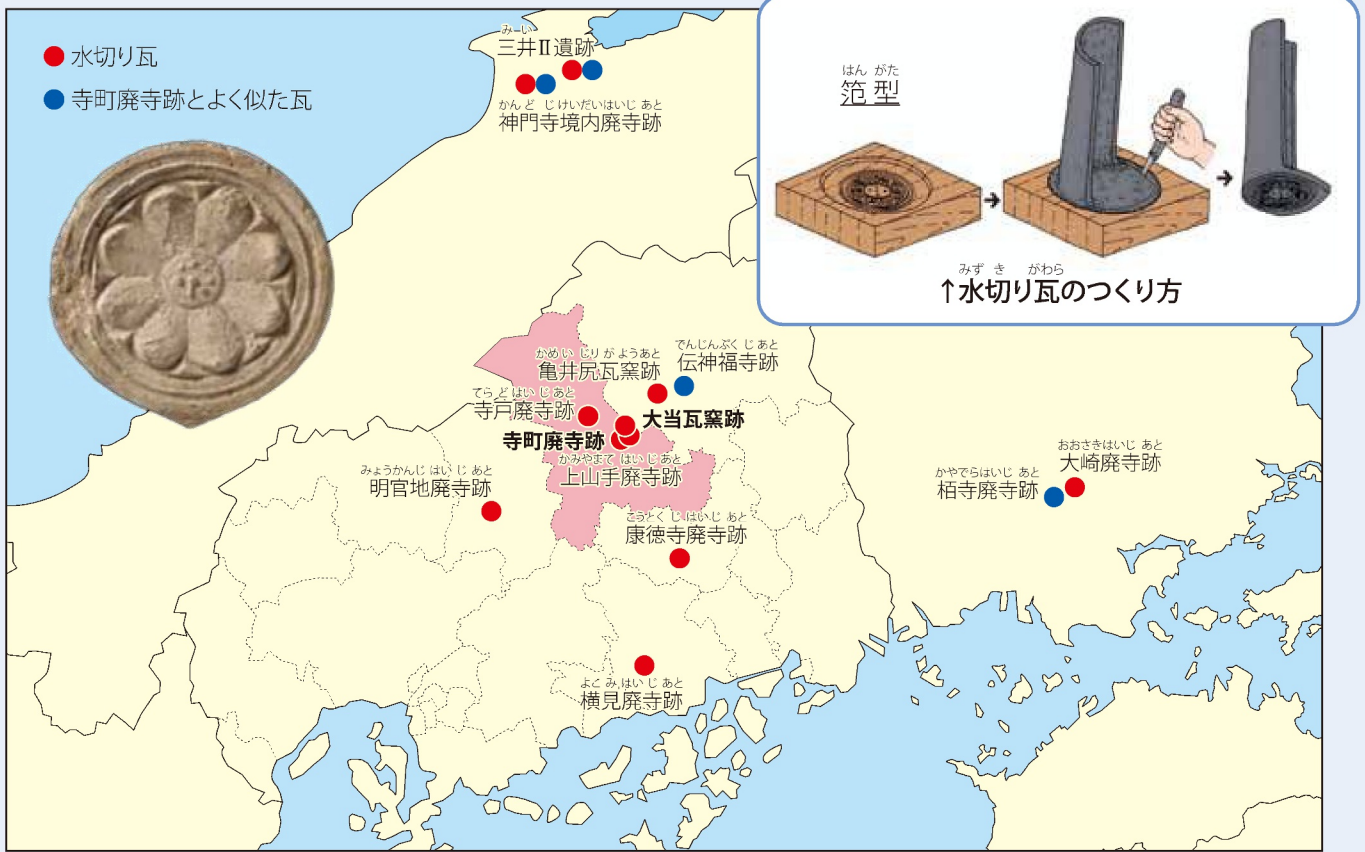 水切り瓦
寺町廃寺跡とよく似た瓦
みい
三井Ⅱ遺跡
かんどじけいだいはいじあと
神門寺境内廃寺跡
はんがた
笵型
みずきがわら
↑水切り瓦のつくり方
かめいじりがようあと
亀井尻瓦窯跡
でんじんぷくじあと
伝神福寺跡
てらどはいじあと
寺戸廃寺跡
大当瓦窯跡
寺町廃寺跡
かみやまてはいじあと
上山手廃寺跡
みょうかんじはいじあと
明官地廃寺跡
おおさきはいじあと
大崎廃寺跡
かやでらはいじあと
栢寺廃寺跡
こうとくじはいじあと
康徳寺廃寺跡
よこみはいじあと
横見廃寺跡